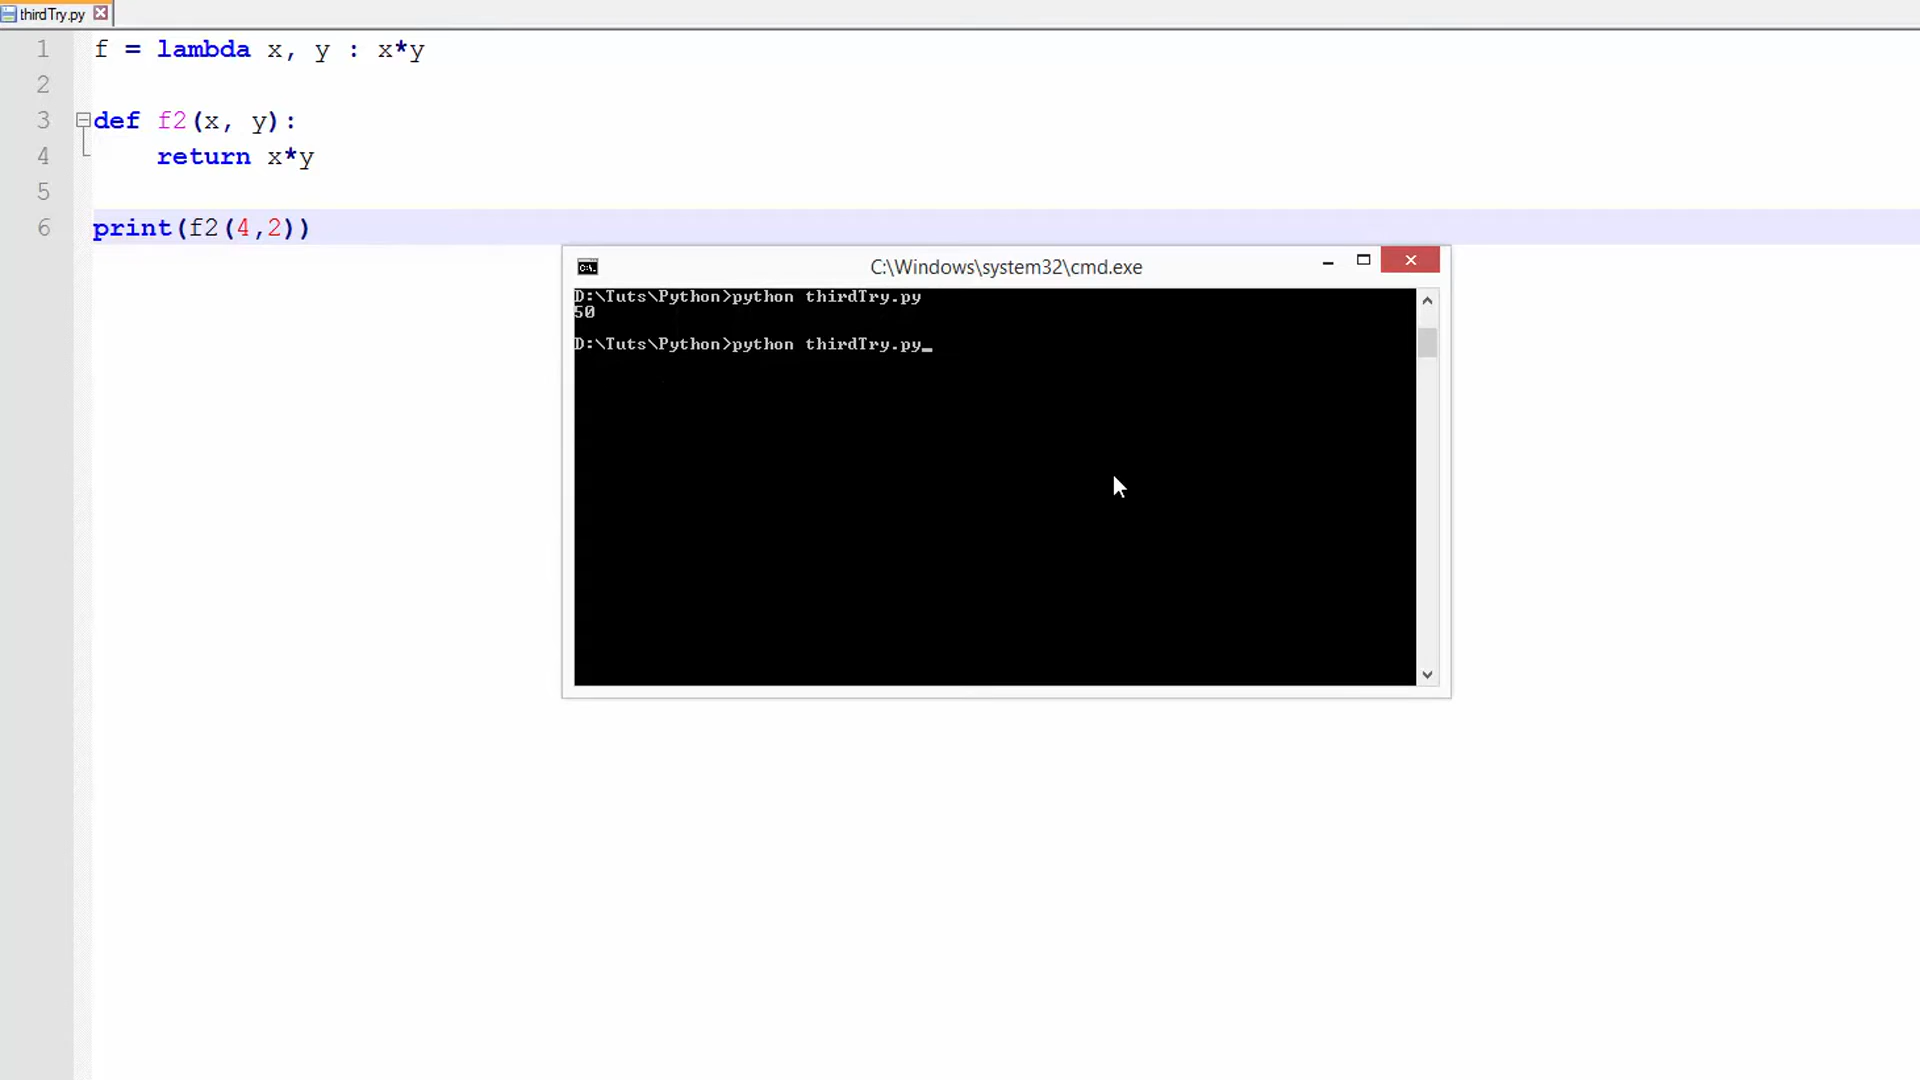 thirdTry.py
1 f = lambda x, y : x*y
2
3 def f2(x, y):
4 return x*y
5
6 print(f2(4,2))
C:\Windows\system32\cmd.exe
D:\Tuts\Python>python thirdTry.py
50
D:\Tuts\Python>python thirdTry.py_